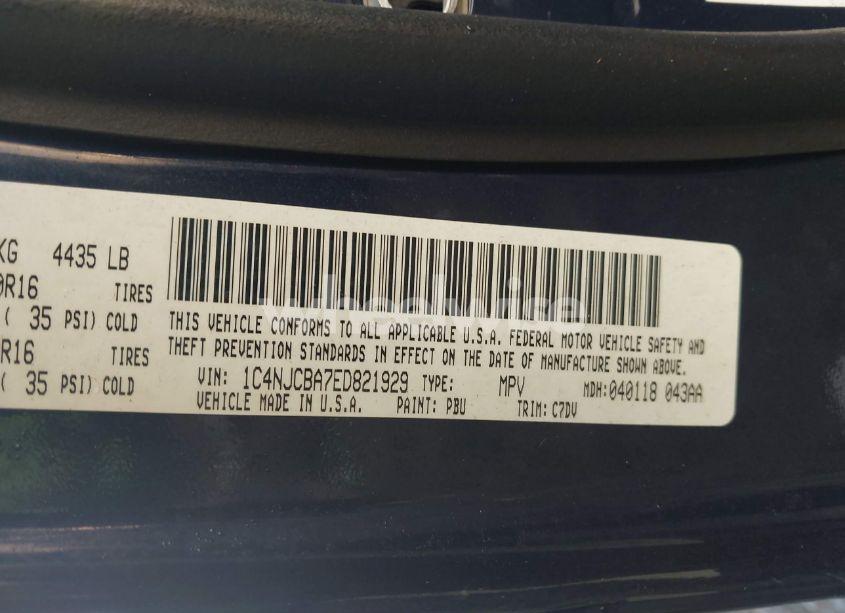 KG 4435 LB
0R16 TIRES
( 35 PSI) COLD
R16 TIRES
( 35 PSI) COLD
wheelwise
THIS VEHICLE CONFORMS TO ALL APPLICABLE U.S.A. FEDERAL MOTOR VEHICLE SAFETY AND
THEFT PREVENTION STANDARDS IN EFFECT ON THE DATE OF MANUFACTURE SHOWN ABOVE.
VIN: 1C4NJCBA7ED821929 TYPE: MPV MDH:040118 043AA
VEHICLE MADE IN U.S.A. PAINT: PBU TRIM: C7DV